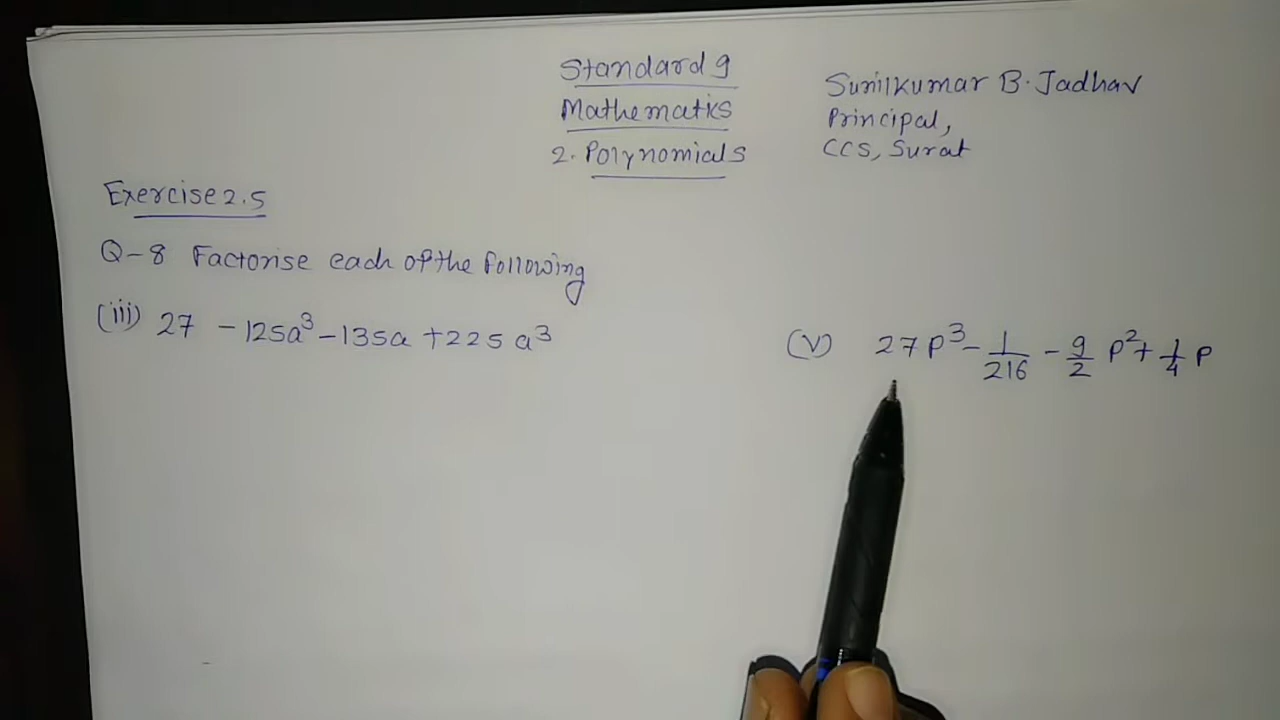 Standard 9
Mathematics
2. Polynomials
Sunilkumar B. Jadhav
Principal,
CCS, Surat
Exercise 2.5
Q-8 Factorise each of the following
(iii) 27 - 125a³ - 135a + 225a³
(v) 27p³ - 1/216 - 9/2 p² + 1/4 p